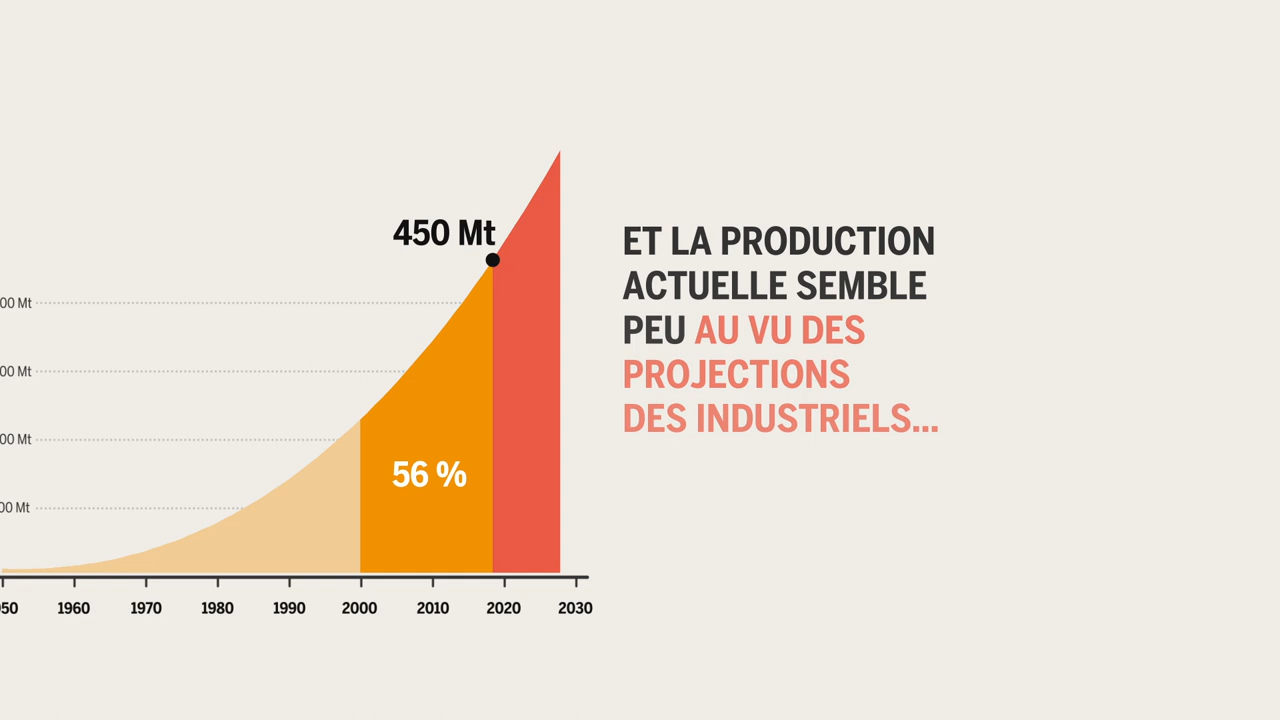 450 Mt
ET LA PRODUCTION
ACTUELLE SEMBLE
PEU AU VU DES
PROJECTIONS
DES INDUSTRIELS...
00 Mt
00 Mt
00 Mt
00 Mt
56 %
50 1960 1970 1980 1990 2000 2010 2020 2030